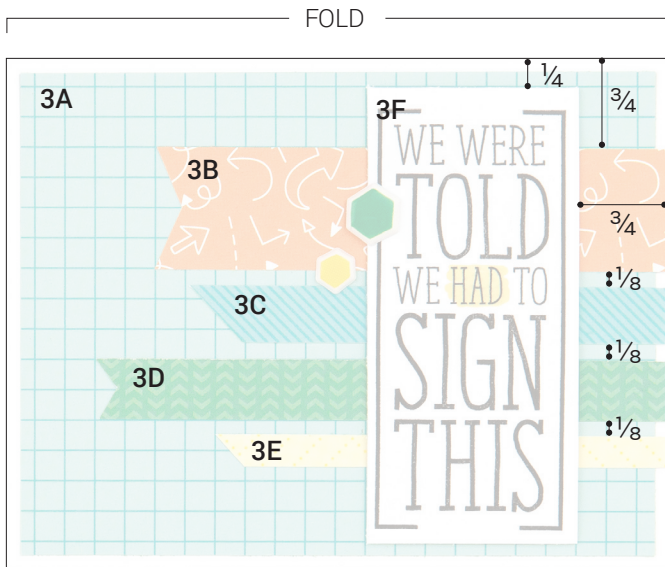 FOLD
3A
3F
1/4
3/4
3B
WE WERE
TOLD
3/4
WE HAD TO
1/8
3C
SIGN
1/8
3D
THIS
1/8
3E